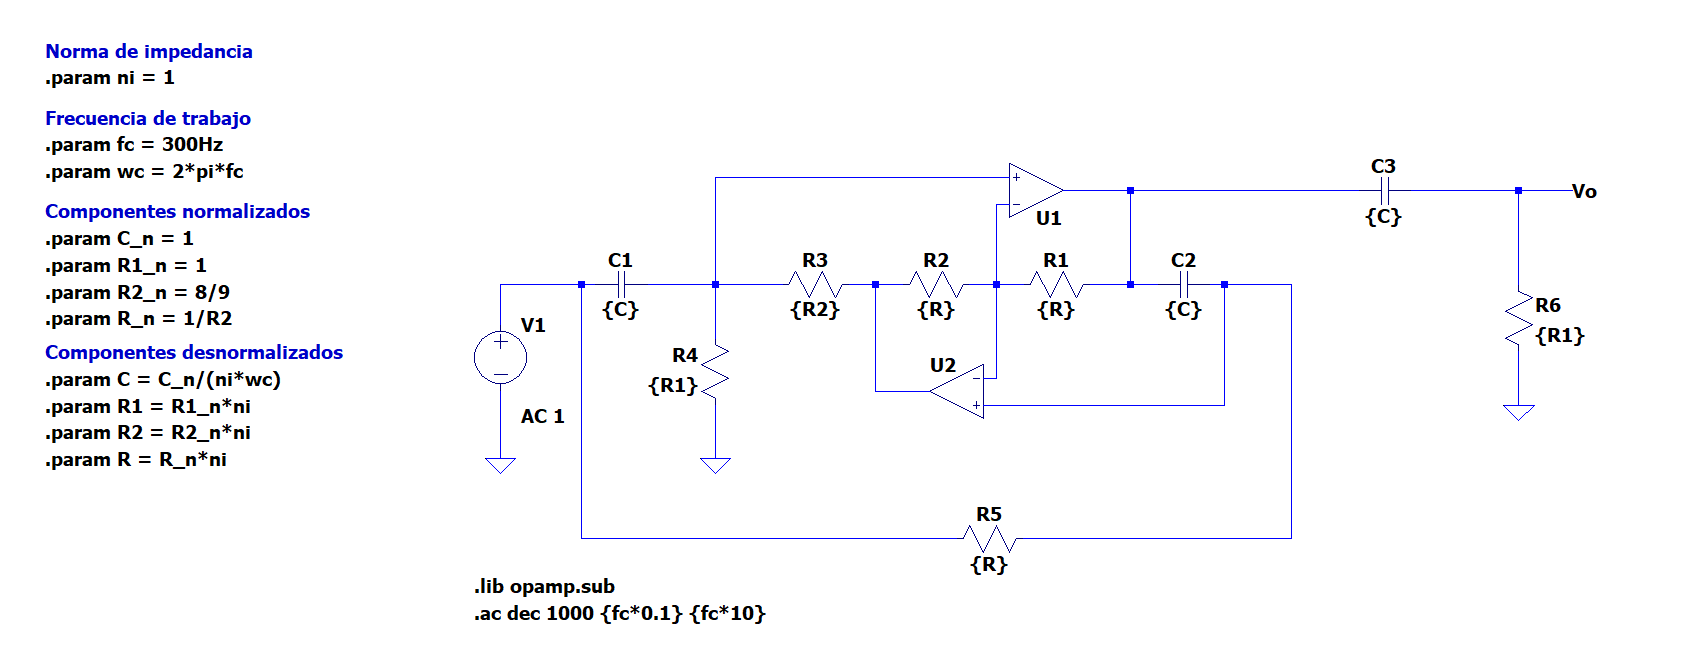 Norma de impedancia
.param ni = 1
Frecuencia de trabajo
.param fc = 300Hz
.param wc = 2*pi*fc
Componentes normalizados
.param C_n = 1
.param R1_n = 1
.param R2_n = 8/9
.param R_n = 1/R2
Componentes desnormalizados
.param C = C_n/(ni*wc)
.param R1 = R1_n*ni
.param R2 = R2_n*ni
.param R = R_n*ni
V1
+
−
AC 1
C1
{C}
R4
{R1}
R3
{R2}
R2
{R}
R1
{R}
C2
{C}
+
−
U1
U2
−
+
C3
{C}
Vo
R6
{R1}
R5
{R}
.lib opamp.sub
.ac dec 1000 {fc*0.1} {fc*10}